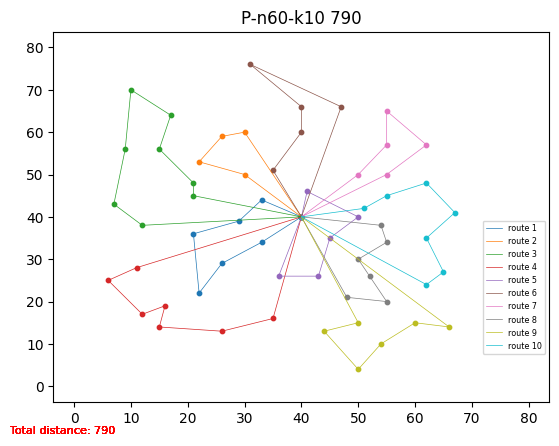 P-n60-k10 790
80
70
60
50
40
30
20
10
0
0 10 20 30 40 50 60 70 80
route 1
route 2
route 3
route 4
route 5
route 6
route 7
route 8
route 9
route 10
Total distance: 790